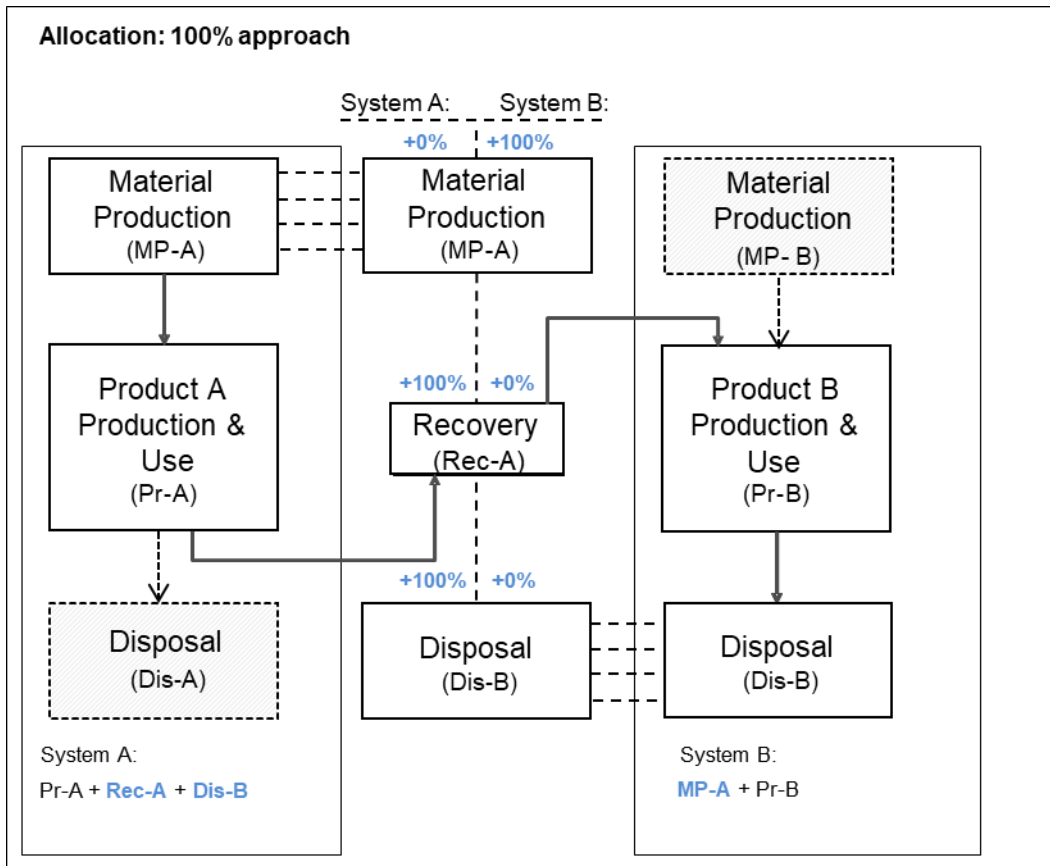 Allocation: 100% approach
System A:
System B:
+0%
+100%
Material
Production
(MP-A)
Material
Production
(MP-A)
Material
Production
(MP- B)
Product A
Production &
Use
(Pr-A)
+100%
+0%
Recovery
(Rec-A)
Product B
Production &
Use
(Pr-B)
+100%
+0%
Disposal
(Dis-A)
Disposal
(Dis-B)
Disposal
(Dis-B)
System A:
Pr-A + Rec-A + Dis-B
System B:
MP-A + Pr-B